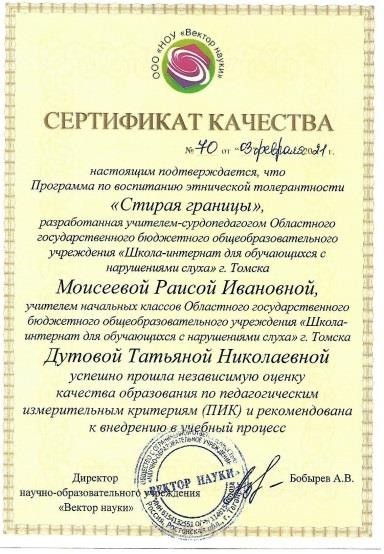 ООО «НОУ «Вектор науки»
СЕРТИФИКАТ КАЧЕСТВА
№ 70 от "03 февраля 2021 г.
настоящим подтверждается, что
Программа по воспитанию этнической толерантности
«Стирая границы»,
разработанная учителем-сурдопедагогом Областного
государственного бюджетного общеобразовательного
учреждения «Школа-интернат для обучающихся с
нарушениями слуха» г. Томска
Моисеевой Раисой Ивановной,
учителем начальных классов Областного государственного
бюджетного общеобразовательного учреждения «Школа-
интернат для обучающихся с нарушениями слуха» г. Томска
Дутовой Татьяной Николаевной
успешно прошла независимую оценку
качества образования по педагогическим
измерительным критериям (ПИК) и рекомендована
к внедрению в учебный процесс
Директор
научно-образовательного учреждения
«Вектор науки»
Бобырев А.В.
"ВЕКТОР НАУКИ"